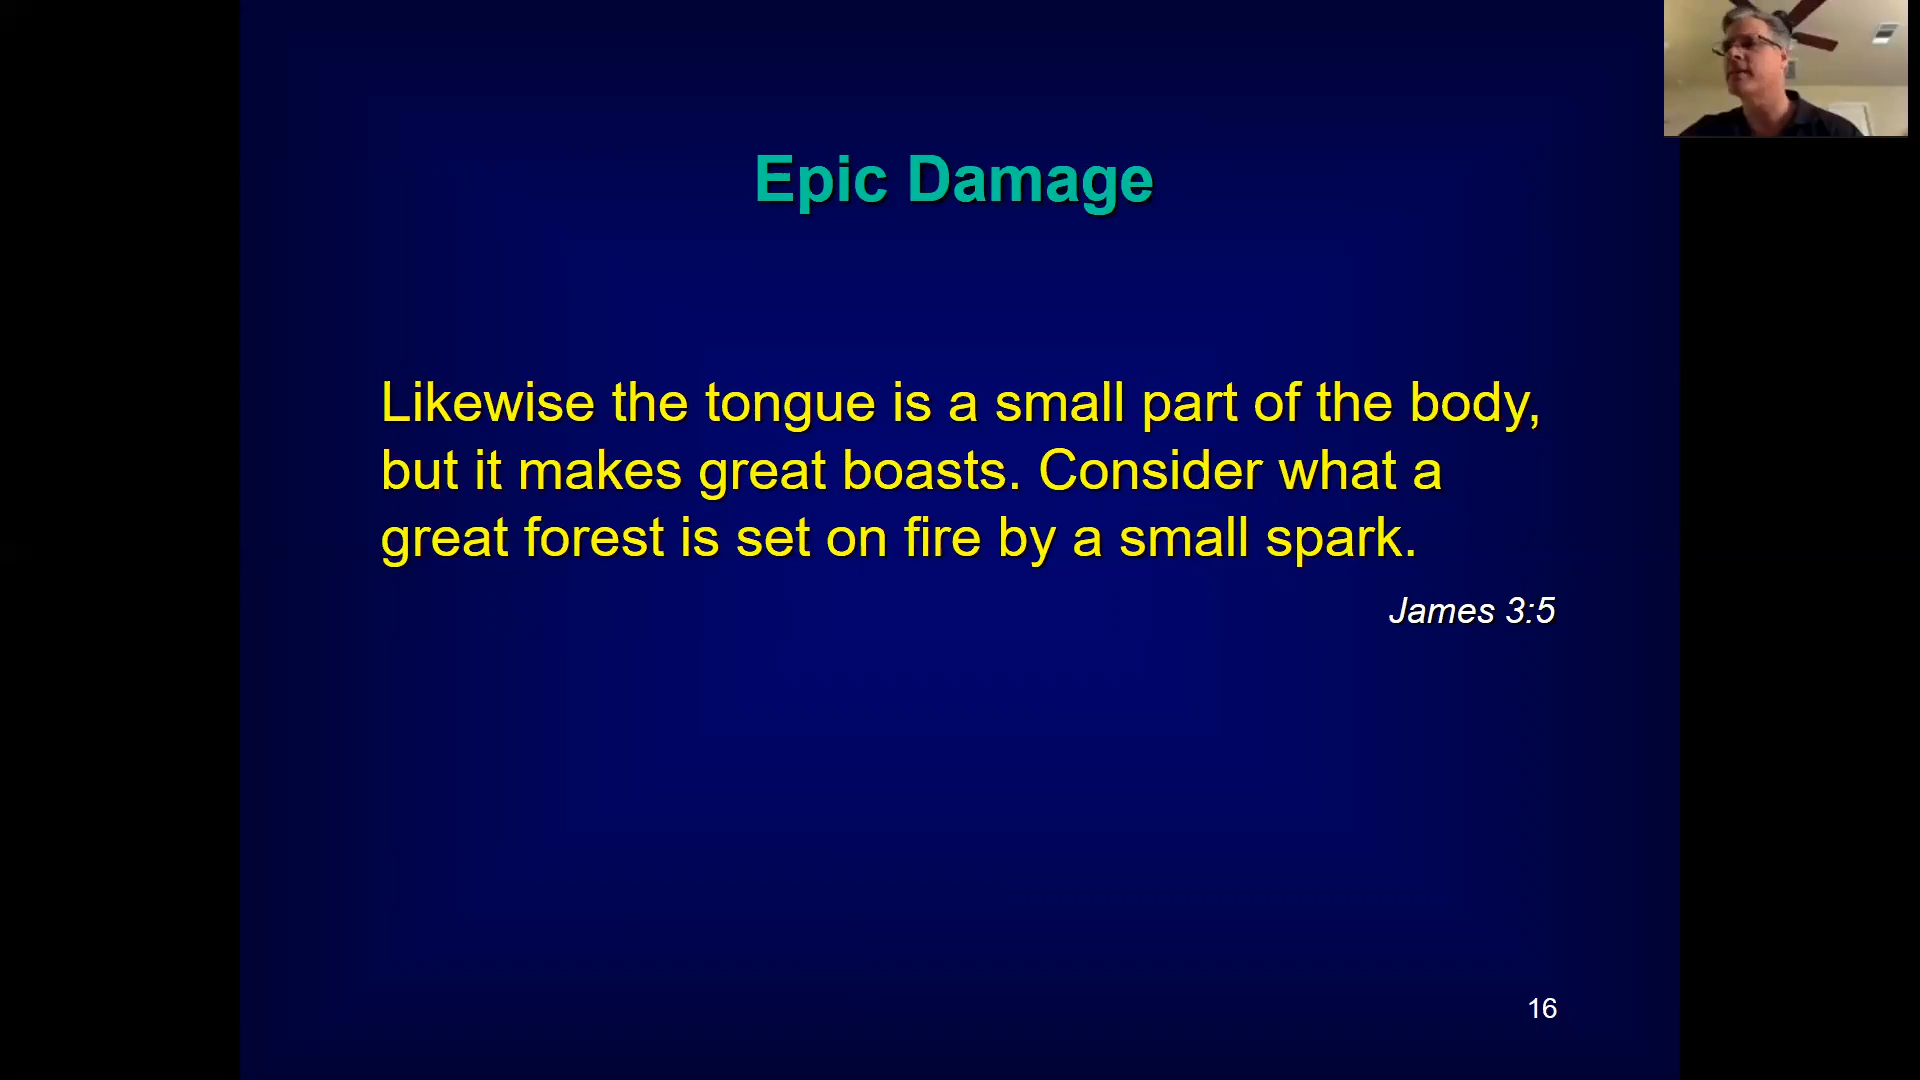 Epic Damage
Likewise the tongue is a small part of the body,
but it makes great boasts. Consider what a
great forest is set on fire by a small spark.
James 3:5
16